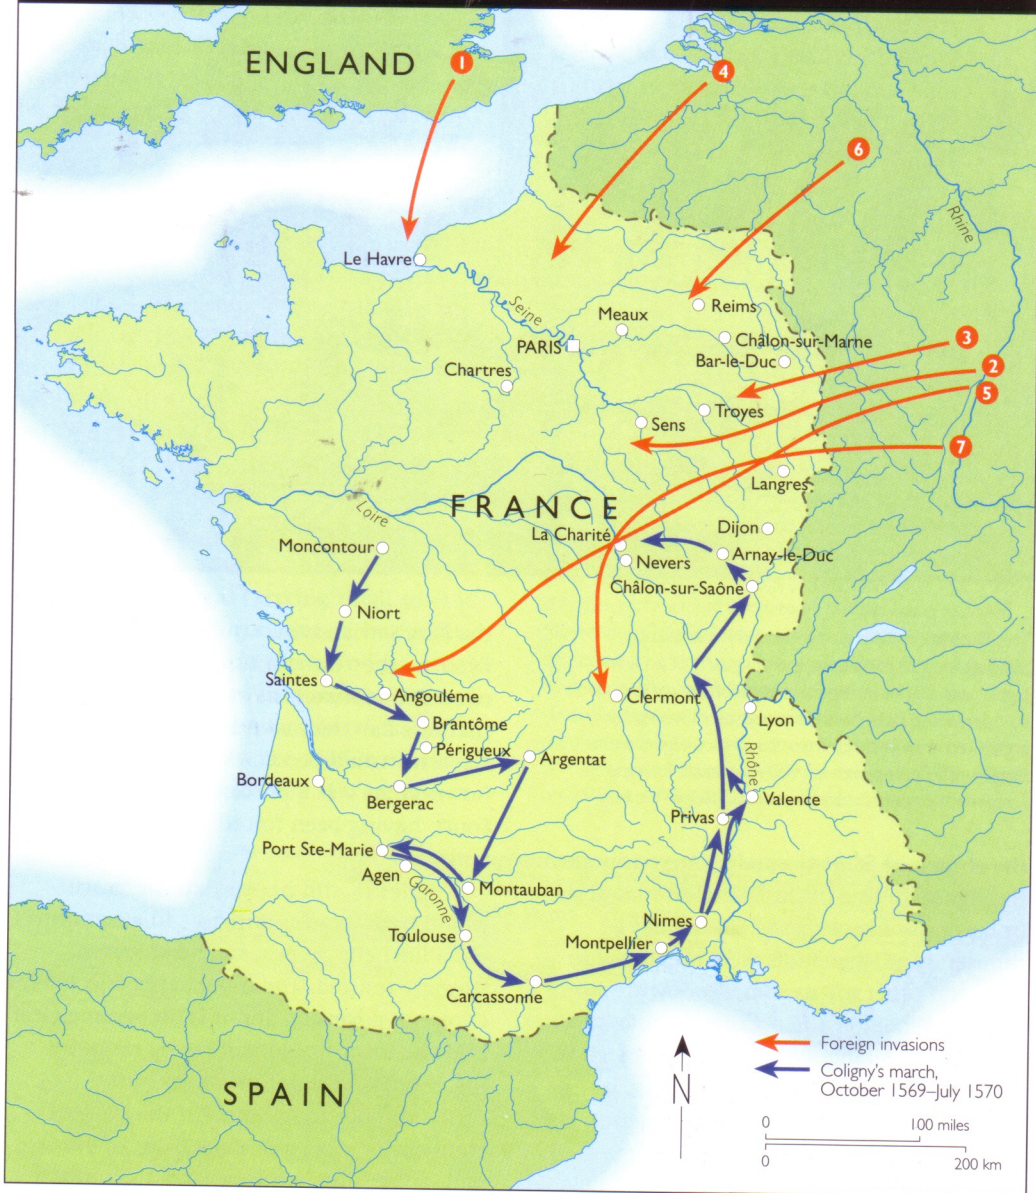 ENGLAND
1
4
6
Rhine
Le Havre
Seine
Reims
Meaux
PARIS
Châlon-sur-Marne
Bar-le-Duc
3
2
5
Chartres
Troyes
Sens
7
Langres
FRANCE
Loire
La Charité
Dijon
Moncontour
Arnay-le-Duc
Nevers
Châlon-sur-Saône
Niort
Saintes
Angouléme
Clermont
Lyon
Brantôme
Périgueux
Argentat
Rhône
Bordeaux
Bergerac
Valence
Privas
Port Ste-Marie
Agen
Garonne
Montauban
Nimes
Toulouse
Montpellier
Carcassonne
Foreign invasions
Coligny's march,
October 1569–July 1570
N
SPAIN
0
100 miles
0
200 km